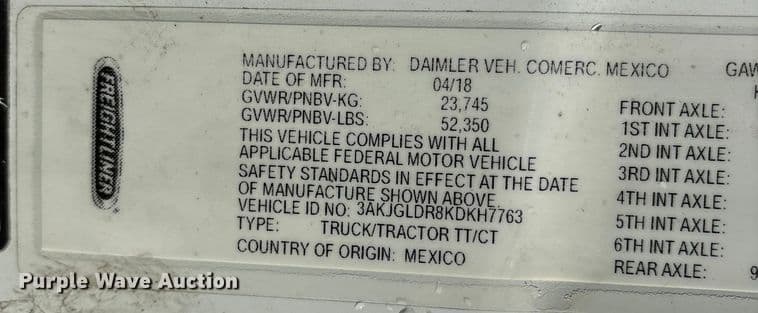 FREIGHTLINER
MANUFACTURED BY: DAIMLER VEH. COMERC. MEXICO
DATE OF MFR: 04/18
GVWR/PNBV-KG: 23,745
GVWR/PNBV-LBS: 52,350
THIS VEHICLE COMPLIES WITH ALL
APPLICABLE FEDERAL MOTOR VEHICLE
SAFETY STANDARDS IN EFFECT AT THE DATE
OF MANUFACTURE SHOWN ABOVE.
VEHICLE ID NO: 3AKJGLDR8KDKH7763
TYPE: TRUCK/TRACTOR TT/CT
COUNTRY OF ORIGIN: MEXICO
GAW
FRONT AXLE:
1ST INT AXLE:
2ND INT AXLE:
3RD INT AXLE:
4TH INT AXLE:
5TH INT AXLE:
6TH INT AXLE:
REAR AXLE: 9
Purple Wave Auction